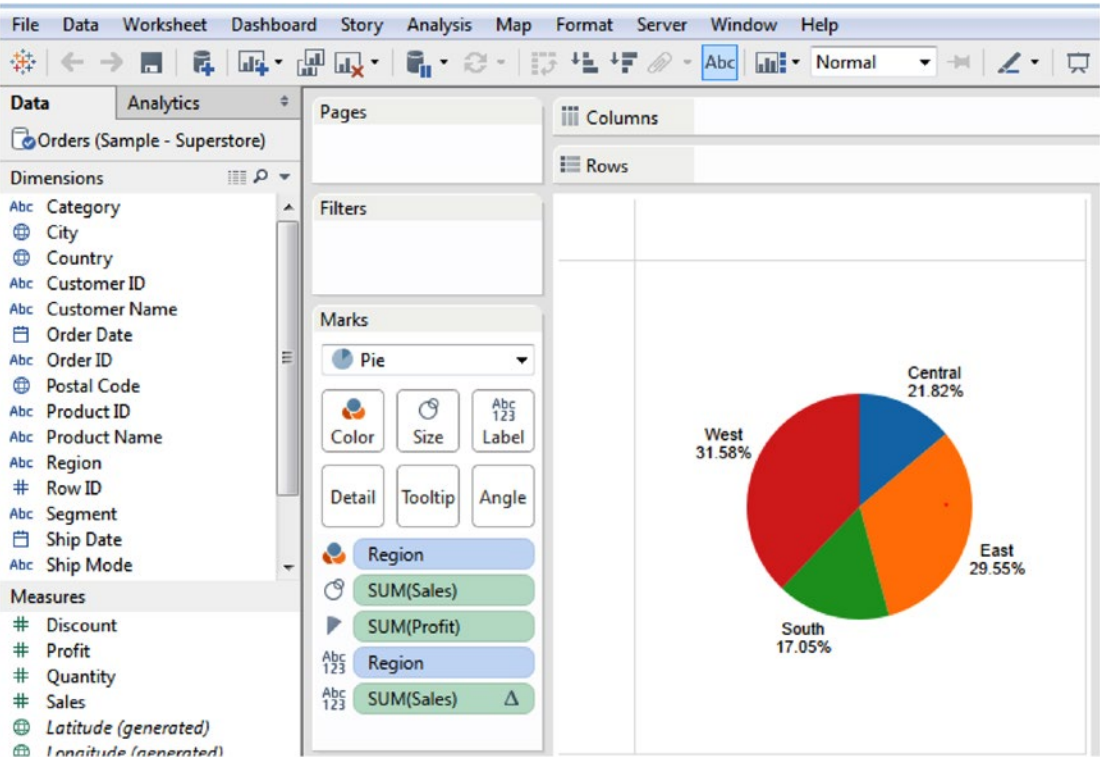 File Data Worksheet Dashboard Story Analysis Map Format Server Window Help
Abc Normal
Data Analytics
Orders (Sample - Superstore)
Dimensions
Abc Category
City
Country
Abc Customer ID
Abc Customer Name
Order Date
Abc Order ID
Postal Code
Abc Product ID
Abc Product Name
Abc Region
# Row ID
Abc Segment
Ship Date
Abc Ship Mode
Measures
# Discount
# Profit
# Quantity
# Sales
Latitude (generated)
Longitude (generated)
Pages
Filters
Marks
Pie
Color Size Abc 123 Label
Detail Tooltip Angle
Region
SUM(Sales)
SUM(Profit)
Abc 123 Region
Abc 123 SUM(Sales) Δ
Columns
Rows
Central
21.82%
West
31.58%
East
29.55%
South
17.05%